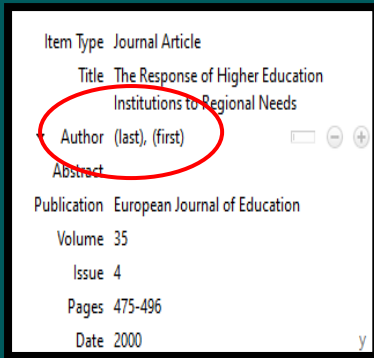 Item Type Journal Article
Title The Response of Higher Education
Institutions to Regional Needs
Author (last), (first)
Abstract
Publication European Journal of Education
Volume 35
Issue 4
Pages 475-496
Date 2000 y